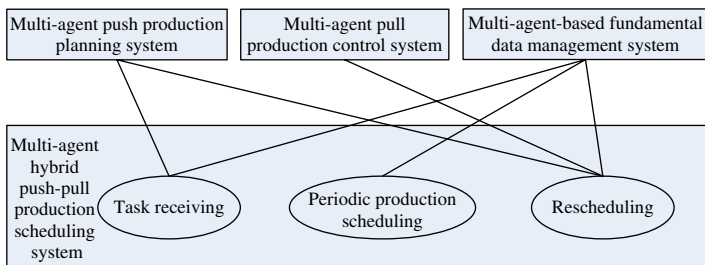 Multi-agent push production
planning system
Multi-agent pull
production control system
Multi-agent-based fundamental
data management system
Multi-agent
hybrid
push-pull
production
scheduling
system
Task receiving
Periodic production
scheduling
Rescheduling